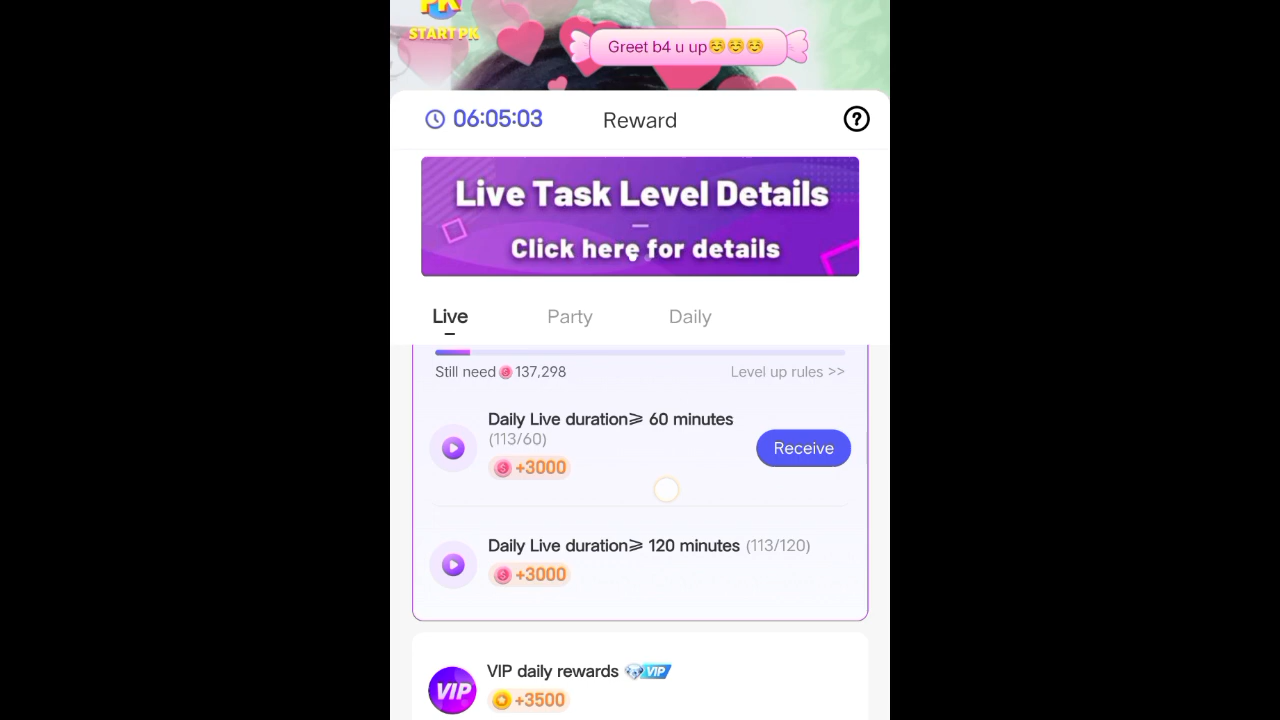 PK
START PK
Greet b4 u up☺️☺️☺️
06:05:03
Reward
Live Task Level Details
Click here for details
Live
Party
Daily
Still need 137,298
Level up rules >>
Daily Live duration⩾ 60 minutes
(113/60)
+3000
Receive
Daily Live duration⩾ 120 minutes (113/120)
+3000
VIP daily rewards VIP
VIP
+3500